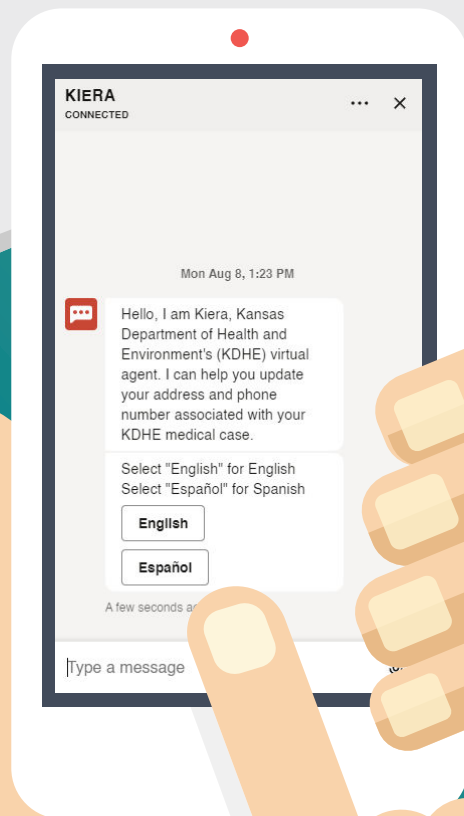 KIERA
CONNECTED
Mon Aug 8, 1:23 PM
Hello, I am Kiera, Kansas
Department of Health and
Environment's (KDHE) virtual
agent. I can help you update
your address and phone
number associated with your
KDHE medical case.
Select "English" for English
Select "Español" for Spanish
English
Español
A few seconds
Type a message